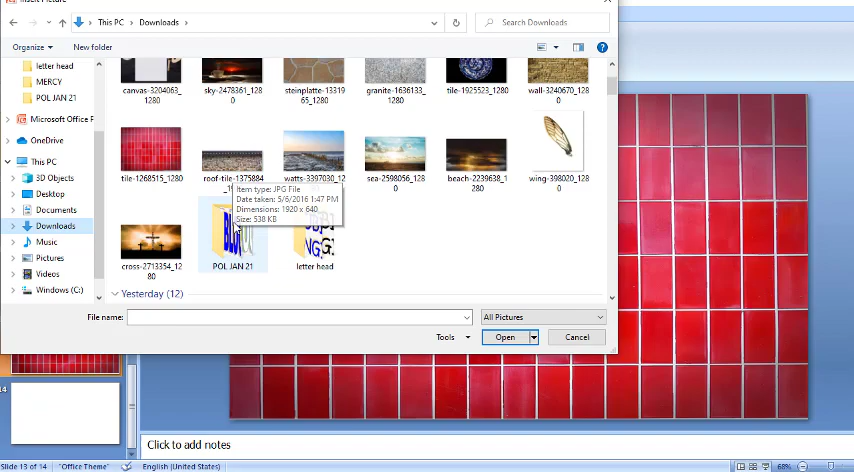 Insert Picture
This PC > Downloads >
Search Downloads
Organize
New folder
letter head
MERCY
POL JAN 21
Microsoft Office P
OneDrive
This PC
3D Objects
Desktop
Documents
Downloads
Music
Pictures
Videos
Windows (C:)
canvas-3204063_1280
sky-2478361_1280
steinplatte-1331965_1280
granite-1636133_1280
tile-1925523_1280
wall-3240670_1280
tile-1268515_1280
roof-tile-1375884_1
watts-3397030_12
sea-2598056_1280
beach-2239638_1280
wing-398020_1280
Item type: JPG File
Date taken: 5/6/2016 1:47 PM
Dimensions: 1920 x 640
Size: 538 KB
cross-2713354_1280
POL JAN 21
letter head
Yesterday (12)
File name:
All Pictures
Tools
Open
Cancel
14
Click to add notes
Slide 13 of 14
"Office Theme"
English (United States)
68%